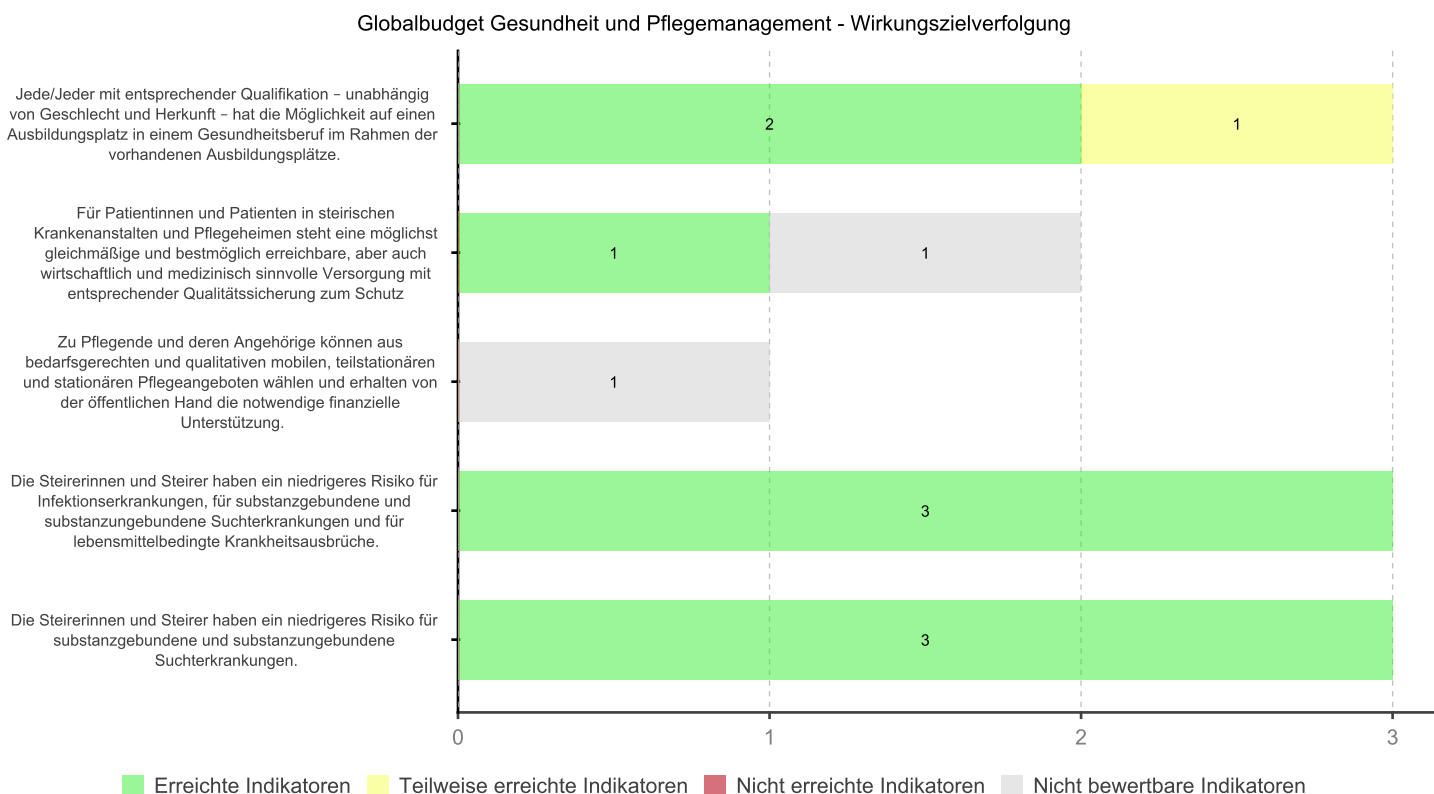 Globalbudget Gesundheit und Pflegemanagement - Wirkungszielverfolgung
Jede/Jeder mit entsprechender Qualifikation – unabhängig
von Geschlecht und Herkunft – hat die Möglichkeit auf einen
Ausbildungsplatz in einem Gesundheitsberuf im Rahmen der
vorhandenen Ausbildungsplätze.
2
1
Für Patientinnen und Patienten in steirischen
Krankenanstalten und Pflegeheimen steht eine möglichst
gleichmäßige und bestmöglich erreichbare, aber auch
wirtschaftlich und medizinisch sinnvolle Versorgung mit
entsprechender Qualitätssicherung zum Schutz
1
1
Zu Pflegende und deren Angehörige können aus
bedarfsgerechten und qualitativen mobilen, teilstationären
und stationären Pflegeangeboten wählen und erhalten von
der öffentlichen Hand die notwendige finanzielle
Unterstützung.
1
Die Steirerinnen und Steirer haben ein niedrigeres Risiko für
Infektionserkrankungen, für substanzgebundene und
substanzungebundene Suchterkrankungen und für
lebensmittelbedingte Krankheitsausbrüche.
3
Die Steirerinnen und Steirer haben ein niedrigeres Risiko für
substanzgebundene und substanzungebundene
Suchterkrankungen.
3
0 1 2 3
Erreichte Indikatoren Teilweise erreichte Indikatoren Nicht erreichte Indikatoren Nicht bewertbare Indikatoren